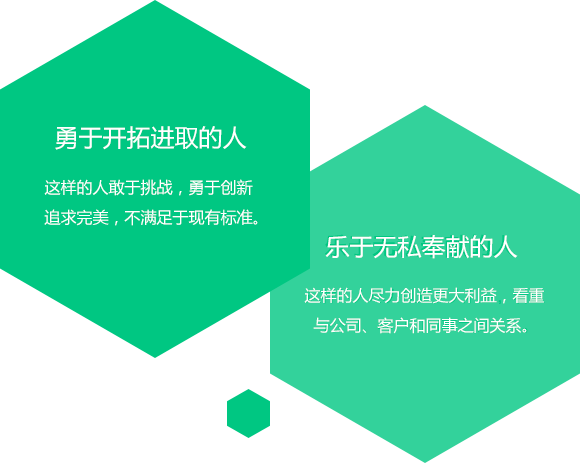 勇于开拓进取的人
这样的人敢于挑战，勇于创新
追求完美，不满足于现有标准。
乐于无私奉献的人
这样的人尽力创造更大利益，看重
与公司、客户和同事之间关系。